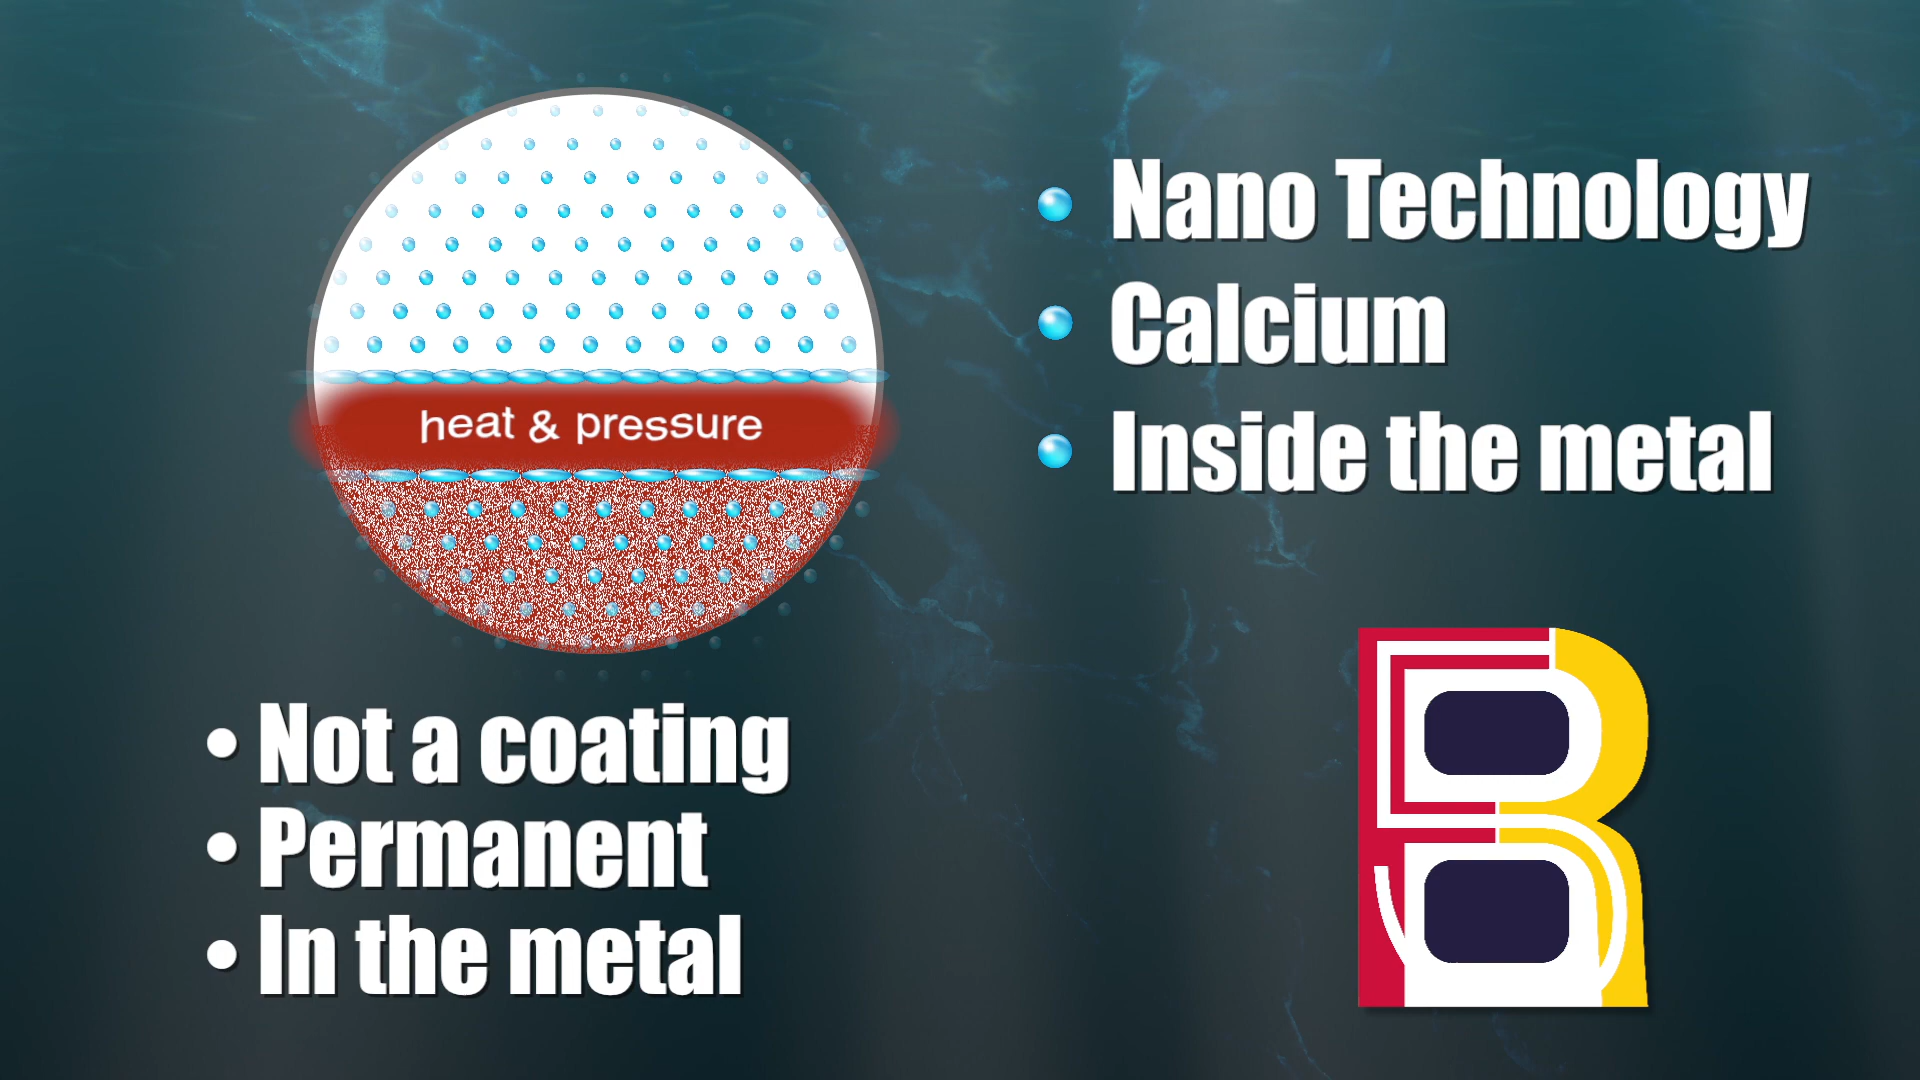 heat & pressure
• Not a coating
• Permanent
• In the metal
• Nano Technology
• Calcium
• Inside the metal
R